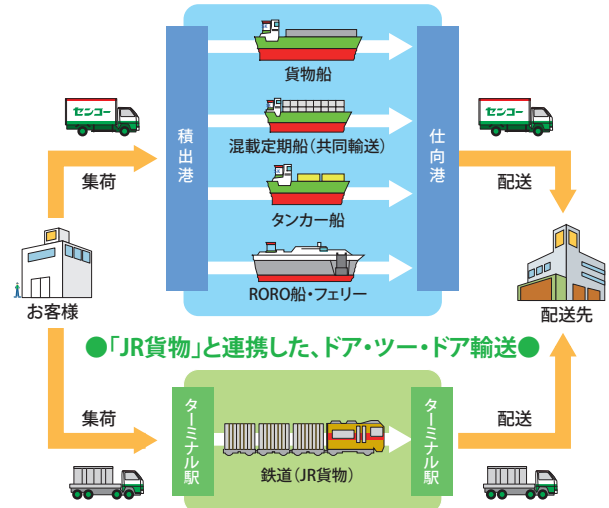 貨物船
センコー
センコー
混載定期船(共同輸送)
積出港
仕向港
集荷
配送
タンカー船
お客様
RORO船・フェリー
配送先
●「JR貨物」と連携した、ドア・ツー・ドア輸送●
集荷
ターミナル駅
ターミナル駅
配送
鉄道(JR貨物)